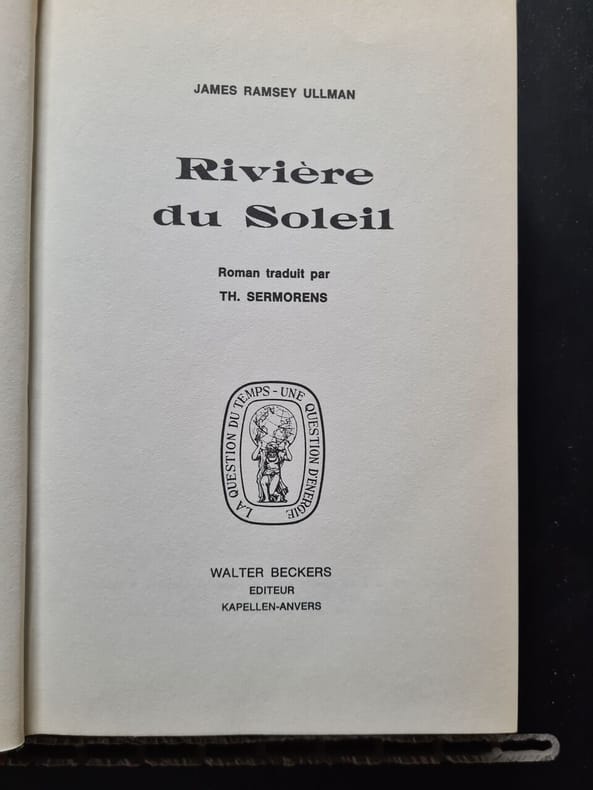 JAMES RAMSEY ULLMAN
Rivière
du Soleil
Roman traduit par
TH. SERMORENS
LA QUESTION DU TEMPS - UNE QUESTION D'ENERGIE
WALTER BECKERS
EDITEUR
KAPELLEN-ANVERS